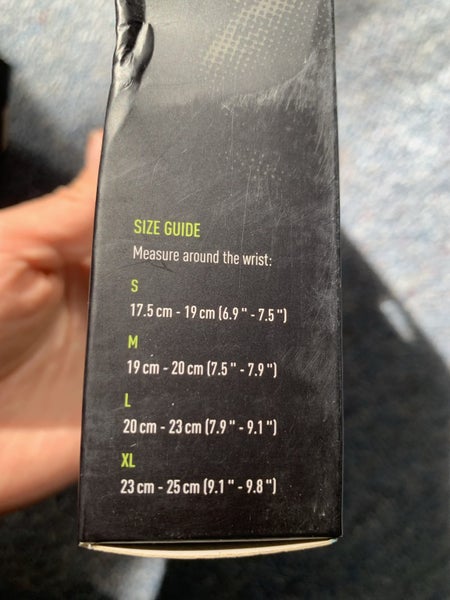 SIZE GUIDE
Measure around the wrist:
S
17.5 cm - 19 cm (6.9 " - 7.5 ")
M
19 cm - 20 cm (7.5 " - 7.9 ")
L
20 cm - 23 cm (7.9 " - 9.1 ")
XL
23 cm - 25 cm (9.1 " - 9.8 ")